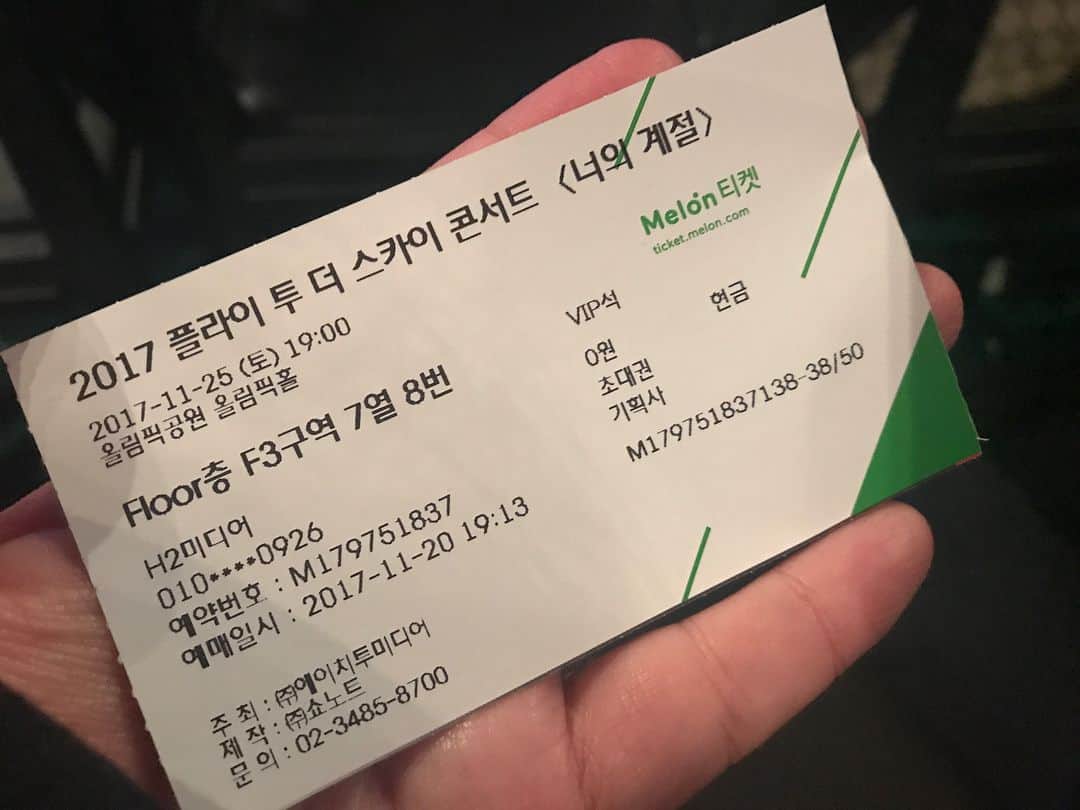 2017 플라이 투 더 스카이 콘서트 〈너의 계절〉
2017-11-25 (토) 19:00
올림픽공원 올림픽홀
Floor층 F3구역 7열 8번
H2미디어
010****0926
예약번호 : M179751837
예매일시 : 2017-11-20 19:13
주 최 : ㈜에이치투미디어
제 작 : ㈜쇼노트
문 의 : 02-3485-8700
Melon티켓
ticket.melon.com
VIP석 현금
0원
초대권
기획사
M179751837138-38/50